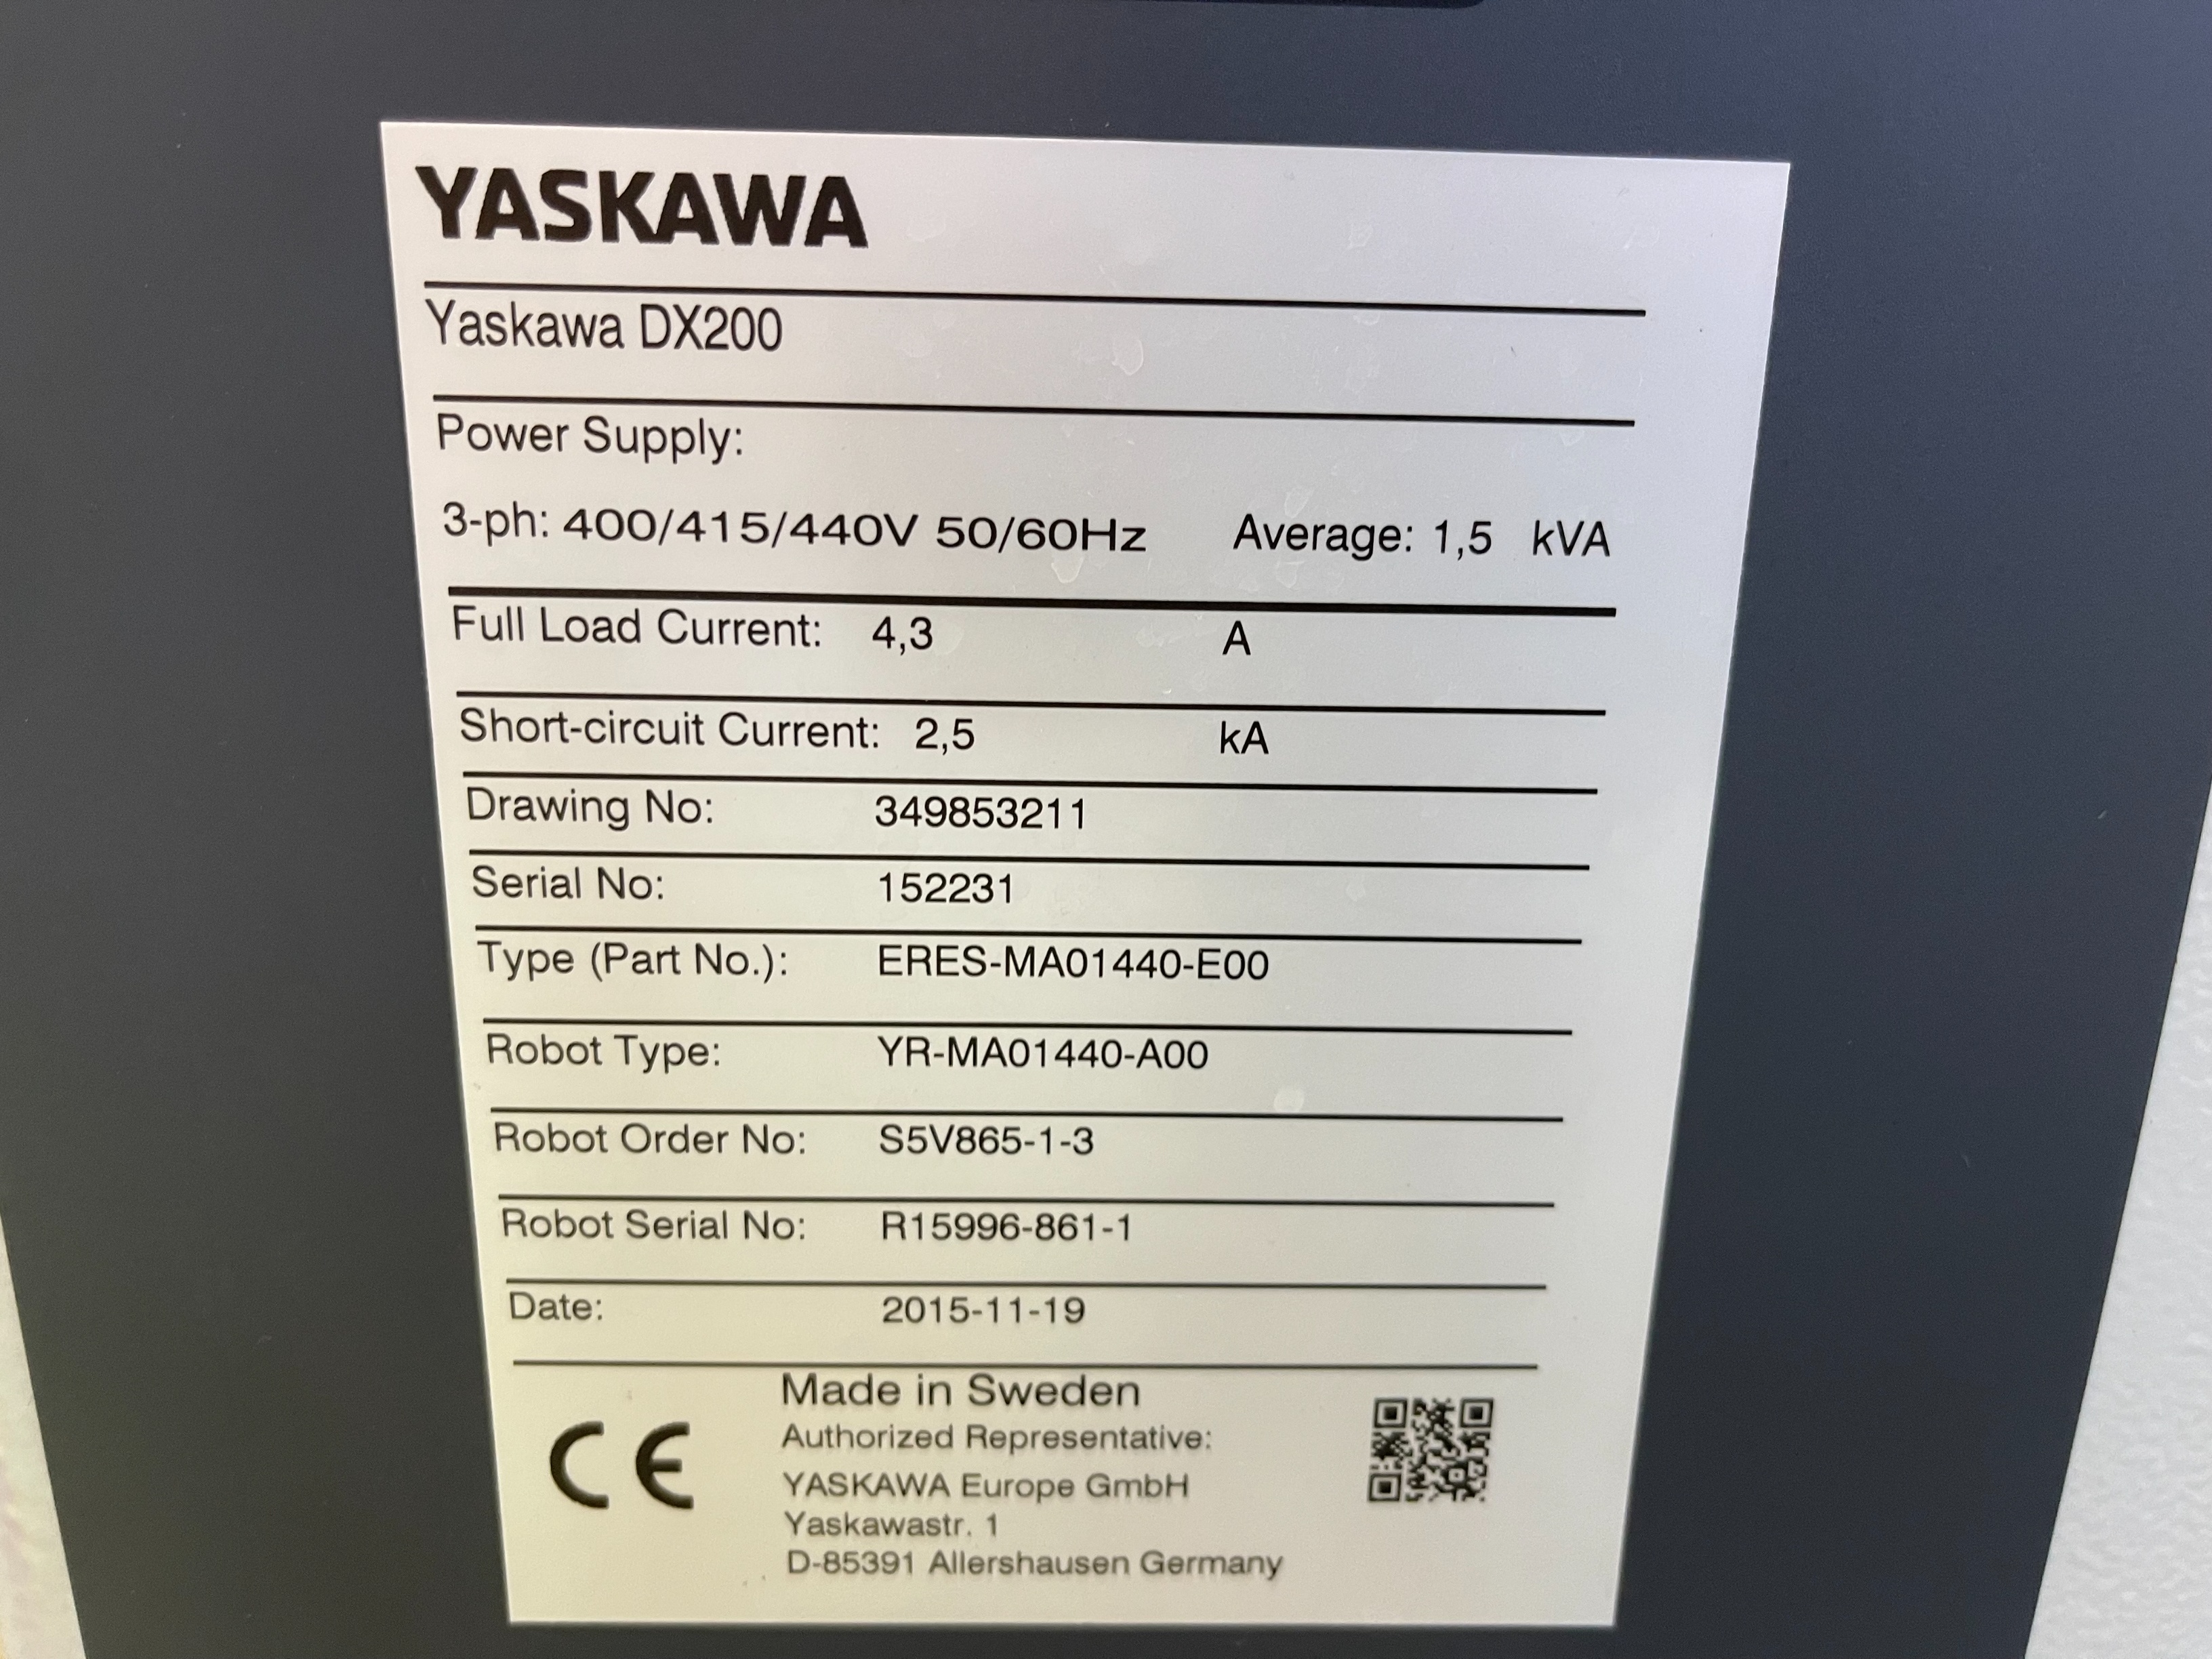 YASKAWA
Yaskawa DX200
Power Supply:
3-ph: 400/415/440V 50/60Hz Average: 1,5 kVA
Full Load Current: 4,3 A
Short-circuit Current: 2,5 kA
Drawing No: 349853211
Serial No: 152231
Type (Part No.): ERES-MA01440-E00
Robot Type: YR-MA01440-A00
Robot Order No: S5V865-1-3
Robot Serial No: R15996-861-1
Date: 2015-11-19
CE
Made in Sweden
Authorized Representative:
YASKAWA Europe GmbH
Yaskawastr. 1
D-85391 Allershausen Germany